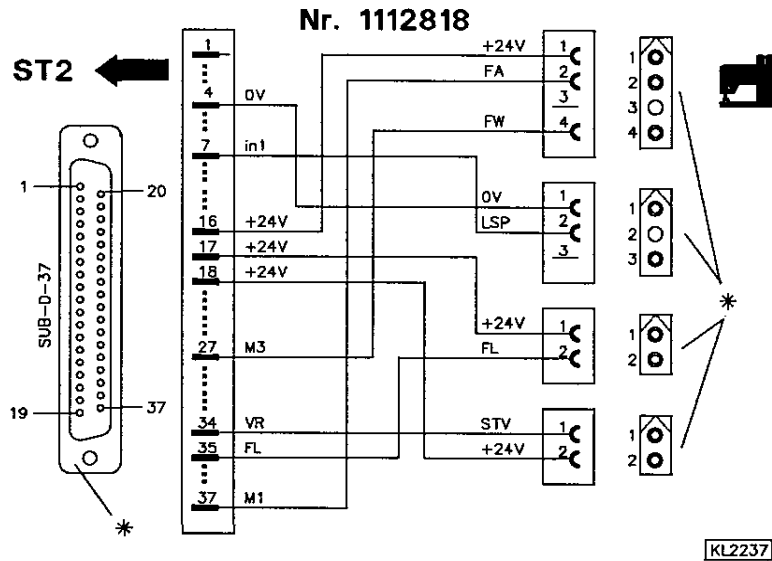 Nr. 1112818
ST2
1
4 0V
7 in1
16 +24V
17 +24V
18 +24V
27 M3
34 VR
35 FL
37 M1
1 20
SUB-D-37
19 37
*
+24V 1
FA 2
3
FW 4
0V 1
LSP 2
3
+24V 1
FL 2
STV 1
+24V 2
1
2
3
4
1
2
3
1
2
1
2
*
KL2237